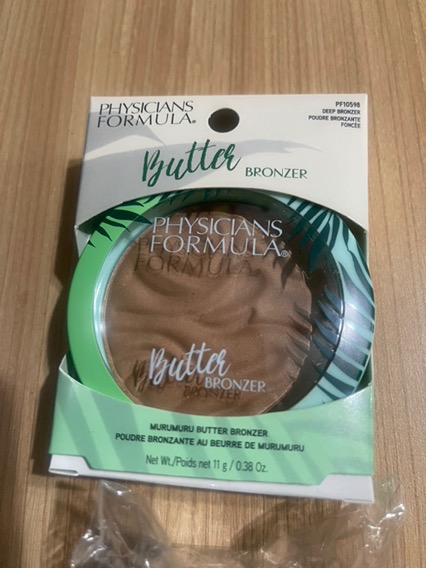 PHYSICIANS
FORMULA®
PF10598
DEEP BRONZER
POUDRE BRONZANTE
FONCÉE
Butter BRONZER
PHYSICIANS
FORMULA®
Butter
BRONZER
MURUMURU BUTTER BRONZER
POUDRE BRONZANTE AU BEURRE DE MURUMURU
Net Wt./Poids net 11 g / 0.38 Oz.